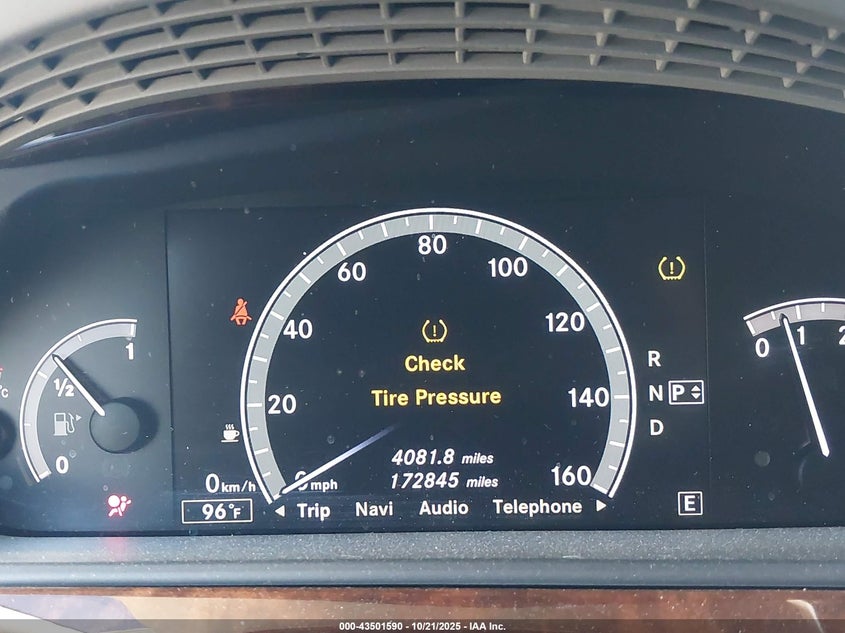 80
60
100
40
120
1
1/2
0
°C
Check
Tire Pressure
20
140
160
R
N P
D
0 1 2
4081.8 miles
172845 miles
0 km/h
mph
96°F
Trip Navi Audio Telephone
E
000-43501590 - 10/21/2025 - IAA Inc.